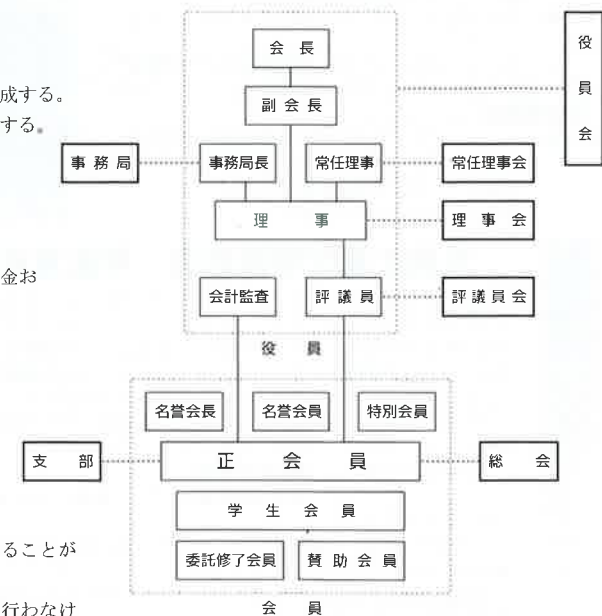 会長
副会長
役員会
成する。
する。
事務局
事務局長
常任理事
常任理事会
理事
理事会
金お
会計監査
評議員
評議員会
役員
名誉会長
名誉会員
特別会員
支部
正会員
総会
学生会員
委託修了会員
賛助会員
ることが
行わなけ
会員